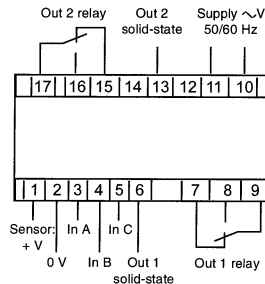 Out 2 relay
Out 2
solid-state
Supply ∼V
50/60 Hz
17 16 15 14 13 12 11 10
1 2 3 4 5 6 7 8 9
Sensor:
+ V
0 V
In A
In B
In C
Out 1
solid-state
Out 1 relay